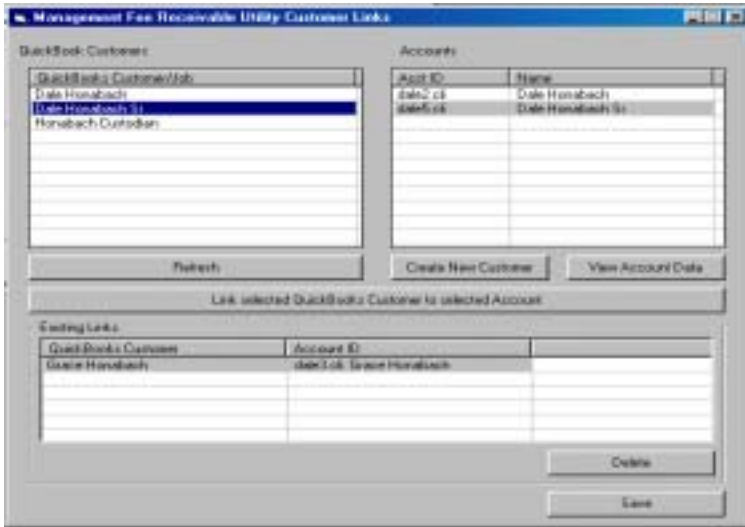 Management Fee Receivable Utility Customer Links
QuickBook Customers
Accounts
QuickBooks Customer/Job
Acct ID Name
Dale Honabach
dale2.cli Dale Honabach
Dale Honabach Sr.
dale5.cli Dale Honabach Sr.
Honabach Custodian
Refresh
Create New Customer
View Account Data
Link selected QuickBooks Customer to selected Account
Existing Links
QuickBooks Customer Account ID
Grace Honabach dale3.cli Grace Honabach
Delete
Save